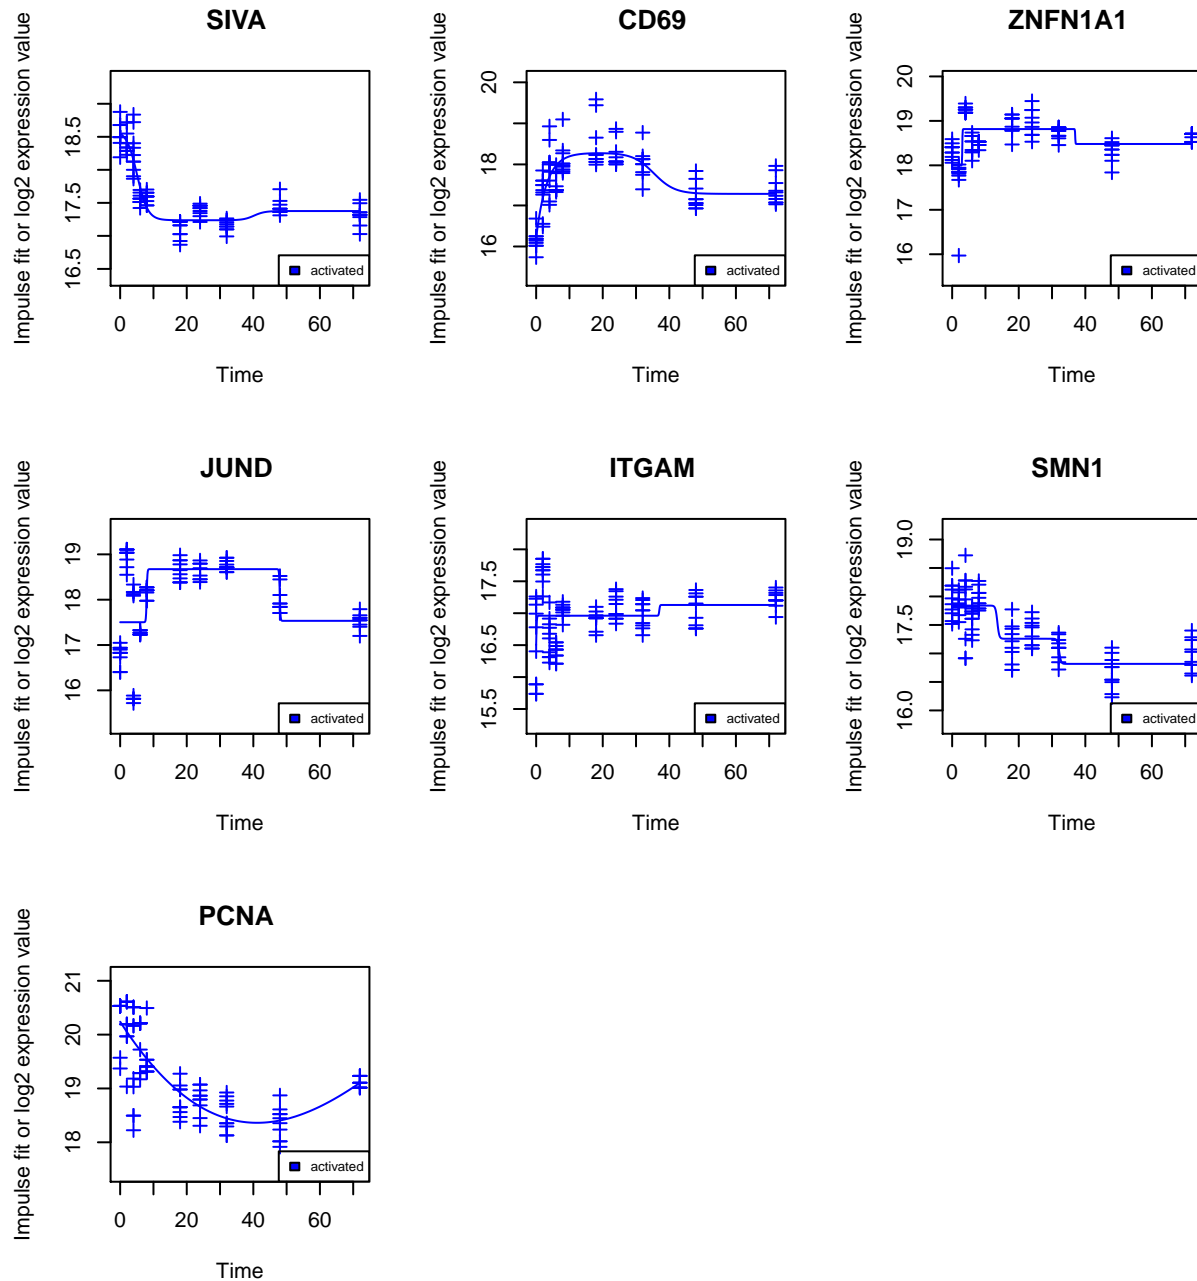 SIVA
Impulse fit or log2 expression value
18.5
17.5
16.5
0 20 40 60
Time
activated
CD69
Impulse fit or log2 expression value
20
18
16
0 20 40 60
Time
activated
ZNFN1A1
Impulse fit or log2 expression value
20
19
18
17
16
0 20 40 60
Time
activated
JUND
Impulse fit or log2 expression value
19
18
17
16
0 20 40 60
Time
activated
ITGAM
Impulse fit or log2 expression value
17.5
16.5
15.5
0 20 40 60
Time
activated
SMN1
Impulse fit or log2 expression value
19.0
17.5
16.0
0 20 40 60
Time
activated
PCNA
Impulse fit or log2 expression value
21
20
19
18
0 20 40 60
Time
activated